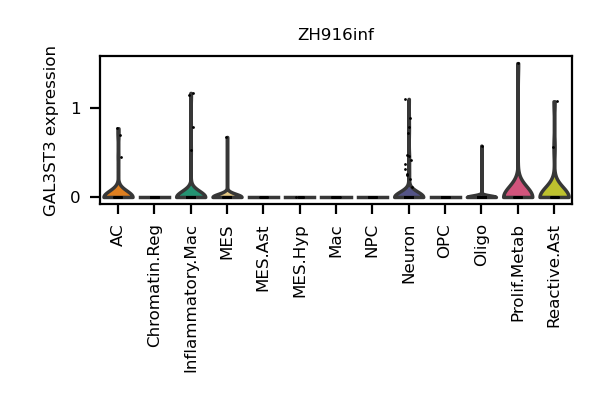 ZH916inf
GAL3ST3 expression
1
0
AC
Chromatin.Reg
Inflammatory.Mac
MES
MES.Ast
MES.Hyp
Mac
NPC
Neuron
OPC
Oligo
Prolif.Metab
Reactive.Ast